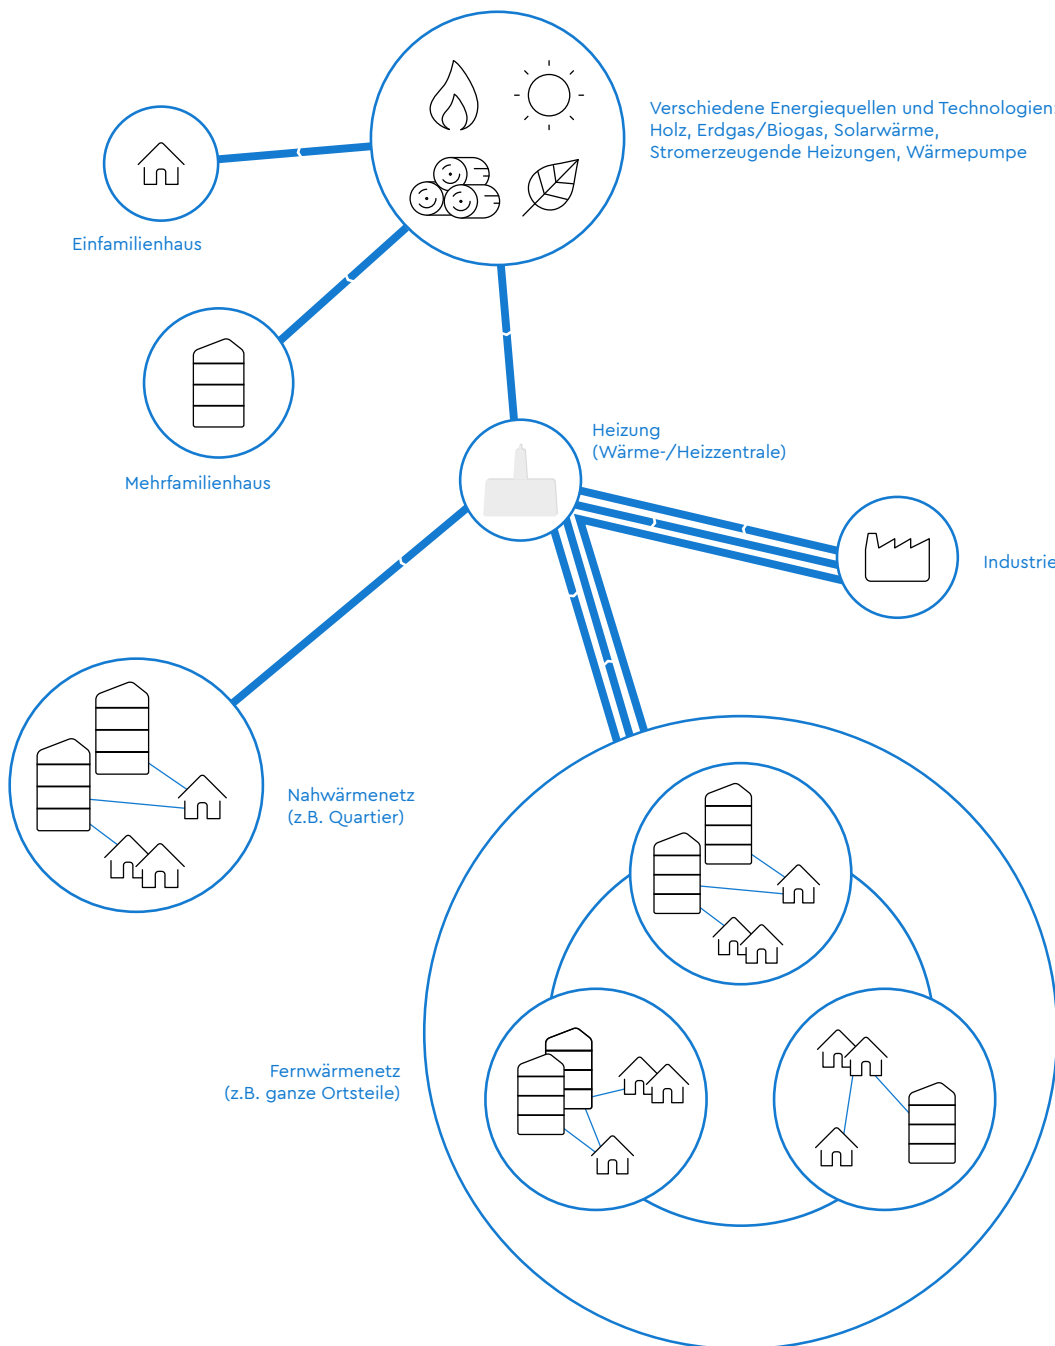 Verschiedene Energiequellen und Technologien:
Holz, Erdgas/Biogas, Solarwärme,
Stromerzeugende Heizungen, Wärmepumpe
Einfamilienhaus
Mehrfamilienhaus
Heizung
(Wärme-/Heizzentrale)
Industrie
Nahwärmenetz
(z.B. Quartier)
Fernwärmenetz
(z.B. ganze Ortsteile)